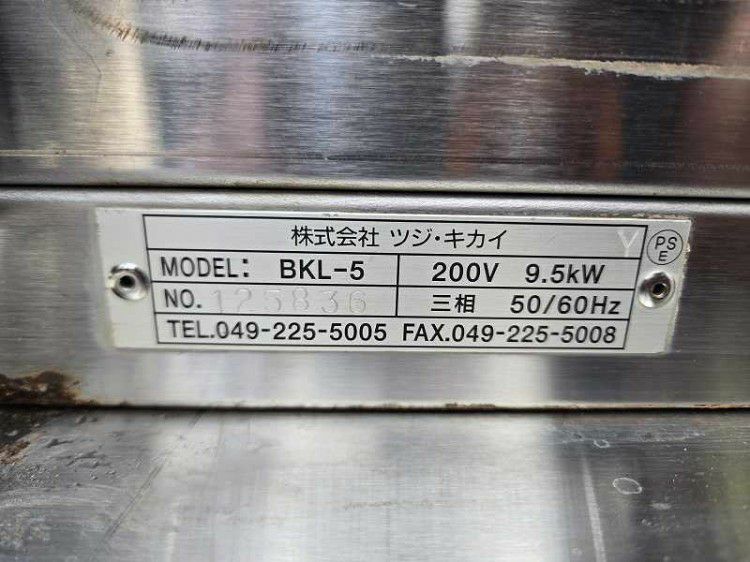 株式会社 ツジ・キカイ Y
PS
E
MODEL: BKL-5 200V 9.5kW
NO. 125836 三相 50/60Hz
TEL.049-225-5005 FAX.049-225-5008